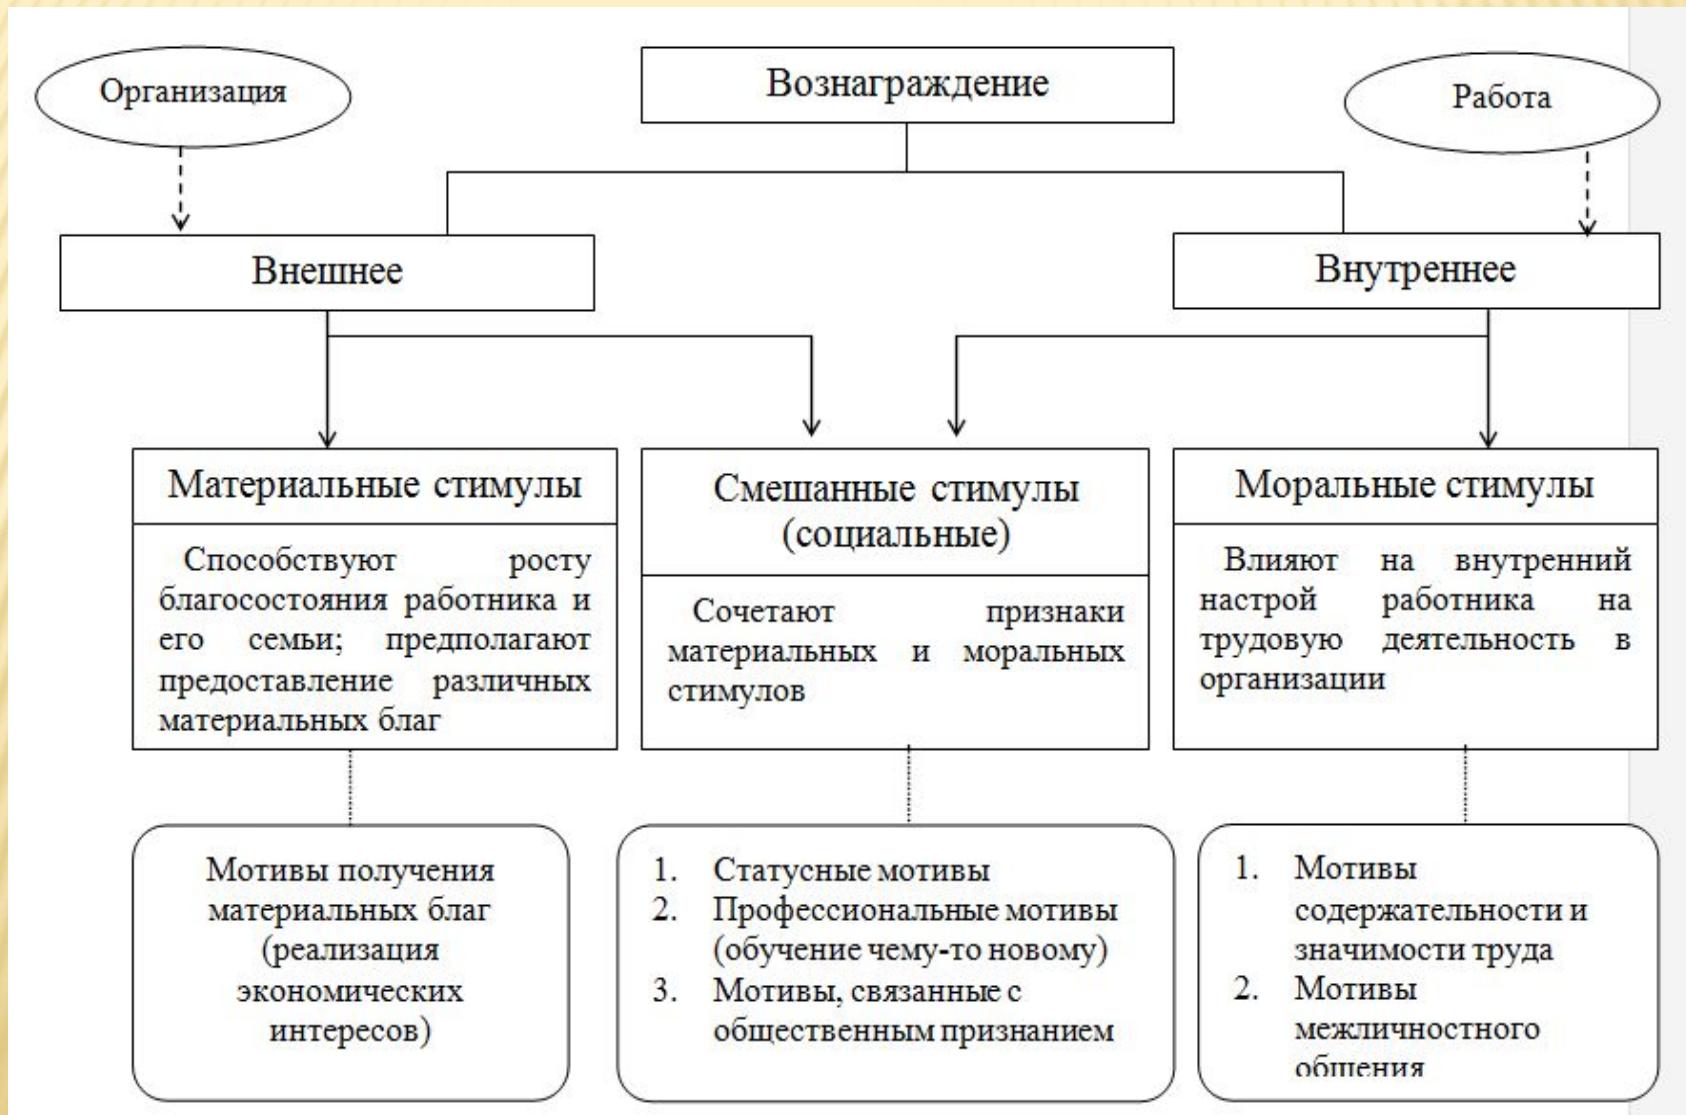 Организация
Вознаграждение
Работа
Внешнее
Внутреннее
Материальные стимулы
Способствуют росту
благосостояния работника и
его семьи; предполагают
предоставление различных
материальных благ
Смешанные стимулы
(социальные)
Сочетают признаки
материальных и моральных
стимулов
Моральные стимулы
Влияют на внутренний
настрой работника на
трудовую деятельность в
организации
Мотивы получения
материальных благ
(реализация
экономических
интересов)
1. Статусные мотивы
2. Профессиональные мотивы
(обучение чему-то новому)
3. Мотивы, связанные с
общественным признанием
1. Мотивы
содержательности и
значимости труда
2. Мотивы
межличностного
общения